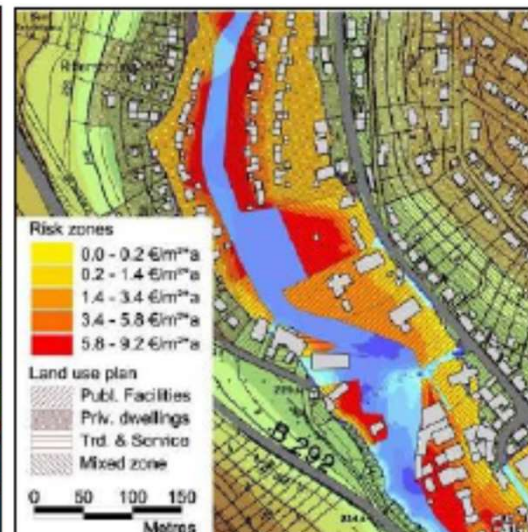 Risk zones
0.0 - 0.2 €/m²*a
0.2 - 1.4 €/m²*a
1.4 - 3.4 €/m²*a
3.4 - 5.8 €/m²*a
5.8 - 9.2 €/m²*a
Land use plan
Publ. Facilities
Priv. dwellings
Trd. & Service
Mixed zone
0 50 100 150
Metres
B 292